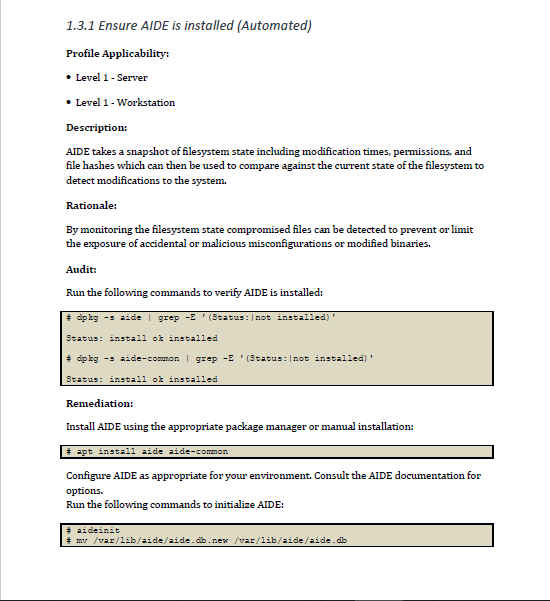 1.3.1 Ensure AIDE is installed (Automated)
Profile Applicability:
• Level 1 - Server
• Level 1 - Workstation
Description:
AIDE takes a snapshot of filesystem state including modification times, permissions, and
file hashes which can then be used to compare against the current state of the filesystem to
detect modifications to the system.
Rationale:
By monitoring the filesystem state compromised files can be detected to prevent or limit
the exposure of accidental or malicious misconfigurations or modified binaries.
Audit:
Run the following commands to verify AIDE is installed:
# dpkg -s aide | grep -E '(Status:|not installed)'
Status: install ok installed
# dpkg -s aide-common | grep -E '(Status:|not installed)'
Status: install ok installed
Remediation:
Install AIDE using the appropriate package manager or manual installation:
# apt install aide aide-common
Configure AIDE as appropriate for your environment. Consult the AIDE documentation for
options.
Run the following commands to initialize AIDE:
# aideinit
# mv /var/lib/aide/aide.db.new /var/lib/aide/aide.db